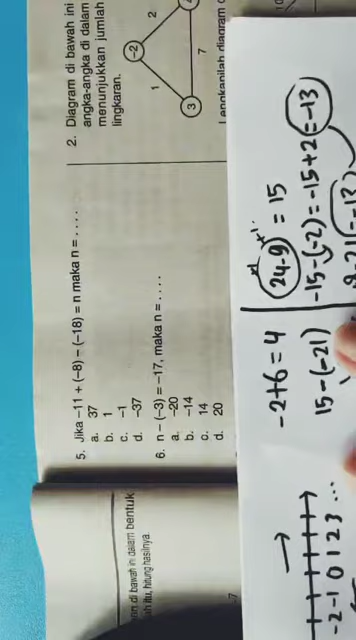 5. Jika –11 + (–8) – (–18) = n maka n = . . . .
a. 37
b. 1
c. –1
d. –37
6. n – (–3) = –17, maka n = . . . .
a. –20
b. –14
c. 14
d. 20
2. Diagram di bawah ini
angka-angka di dalam
menunjukkan jumlah
lingkaran.
–2
2
1
3
7
Lengkapilah diagram
di bawah ini dalam bentuk
itu, hitung hasilnya.
-2+6=4
15-(-21)
-2 -1 0 1 2 3 ...
24-9 = 15
-15-(-2)=-15+2=-13